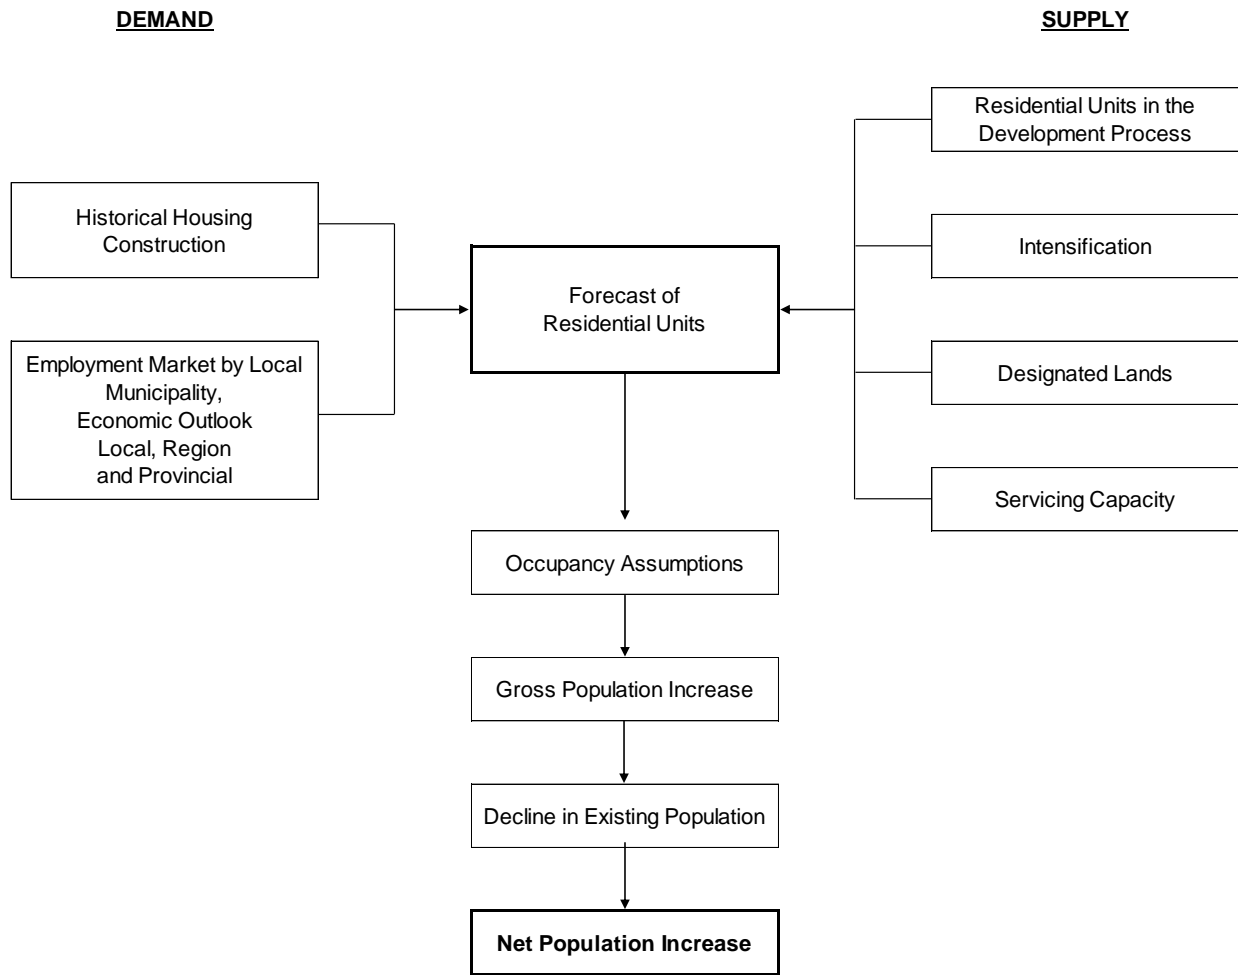 DEMAND
SUPPLY
Residential Units in the
Development Process
Historical Housing
Construction
Intensification
Forecast of
Residential Units
Employment Market by Local
Municipality,
Economic Outlook
Local, Region
and Provincial
Designated Lands
Servicing Capacity
Occupancy Assumptions
Gross Population Increase
Decline in Existing Population
Net Population Increase